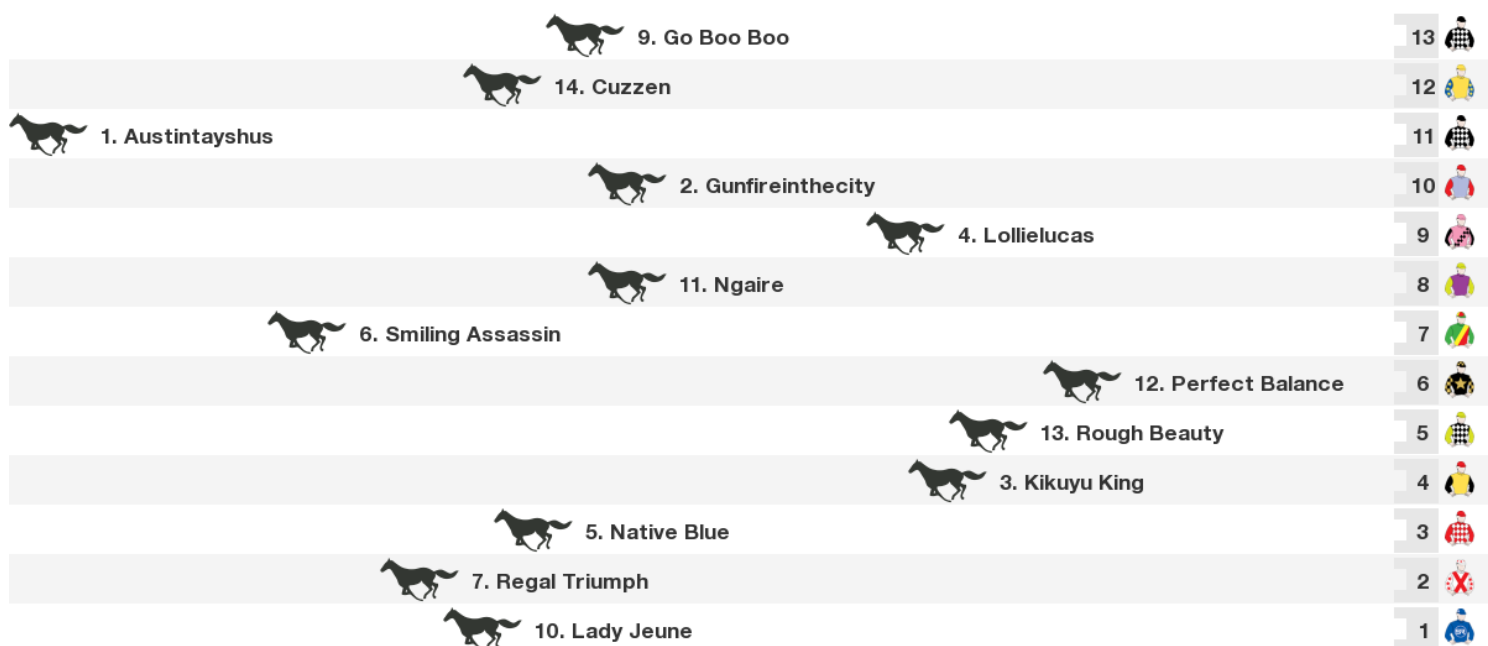 9. Go Boo Boo 13
14. Cuzzen 12
1. Austintayshus 11
2. Gunfireinthecity 10
4. Lollielucas 9
11. Ngaire 8
6. Smiling Assassin 7
12. Perfect Balance 6
13. Rough Beauty 5
3. Kikuyu King 4
5. Native Blue 3
7. Regal Triumph 2
10. Lady Jeune 1